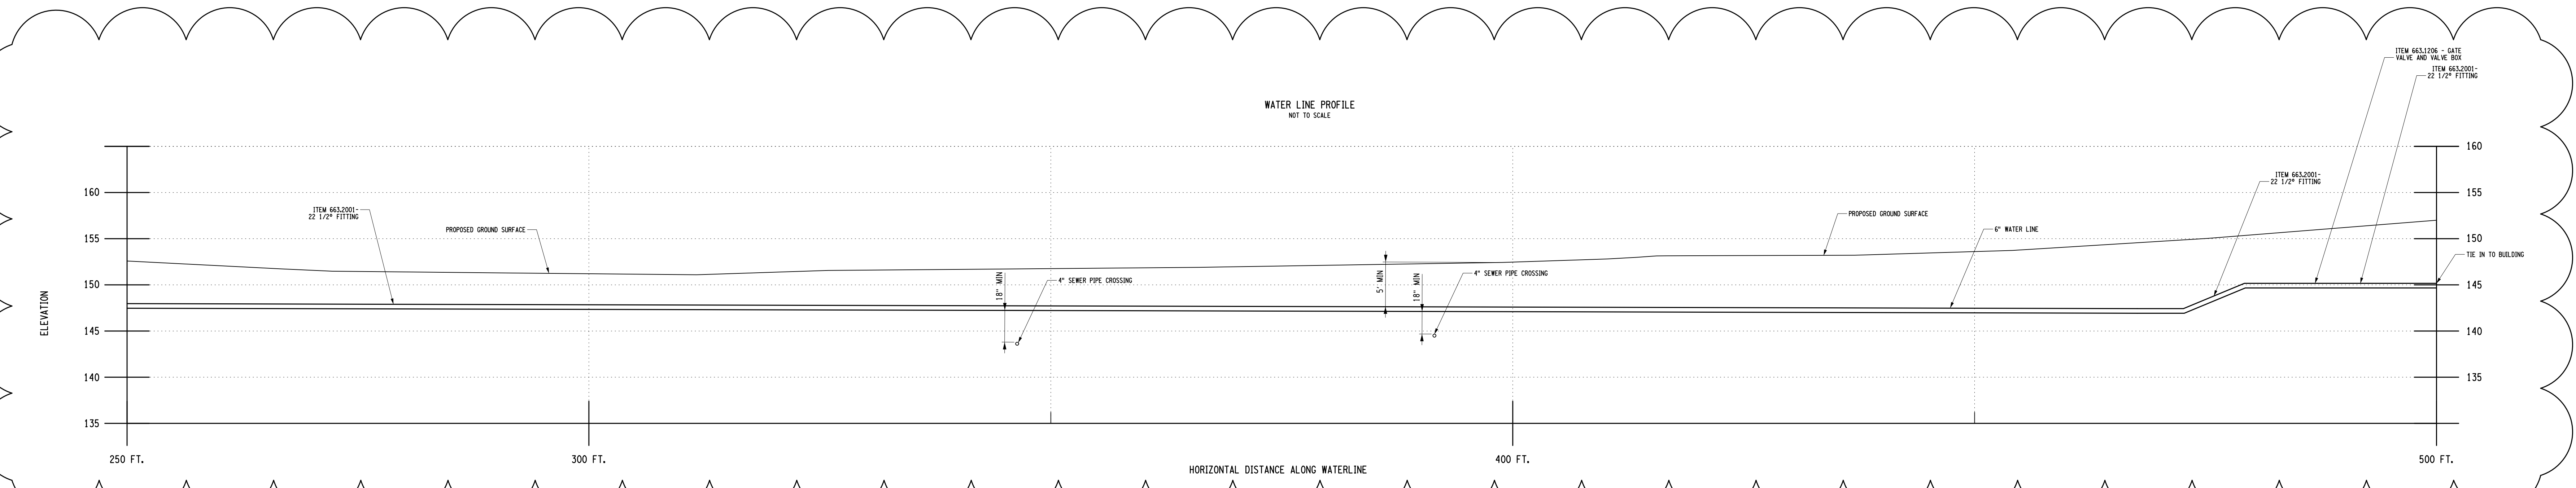 ITEM 663.1206 - GATE
VALVE AND VALVE BOX
ITEM 663.2001-
22 1/2° FITTING
WATER LINE PROFILE
NOT TO SCALE
160
155
150
145
140
135
ELEVATION
ITEM 663.2001-
22 1/2° FITTING
PROPOSED GROUND SURFACE
18" MIN
4" SEWER PIPE CROSSING
5' MIN
18" MIN
4" SEWER PIPE CROSSING
PROPOSED GROUND SURFACE
6" WATER LINE
ITEM 663.2001-
22 1/2° FITTING
160
155
150
TIE IN TO BUILDING
145
140
135
250 FT.
300 FT.
400 FT.
500 FT.
HORIZONTAL DISTANCE ALONG WATERLINE